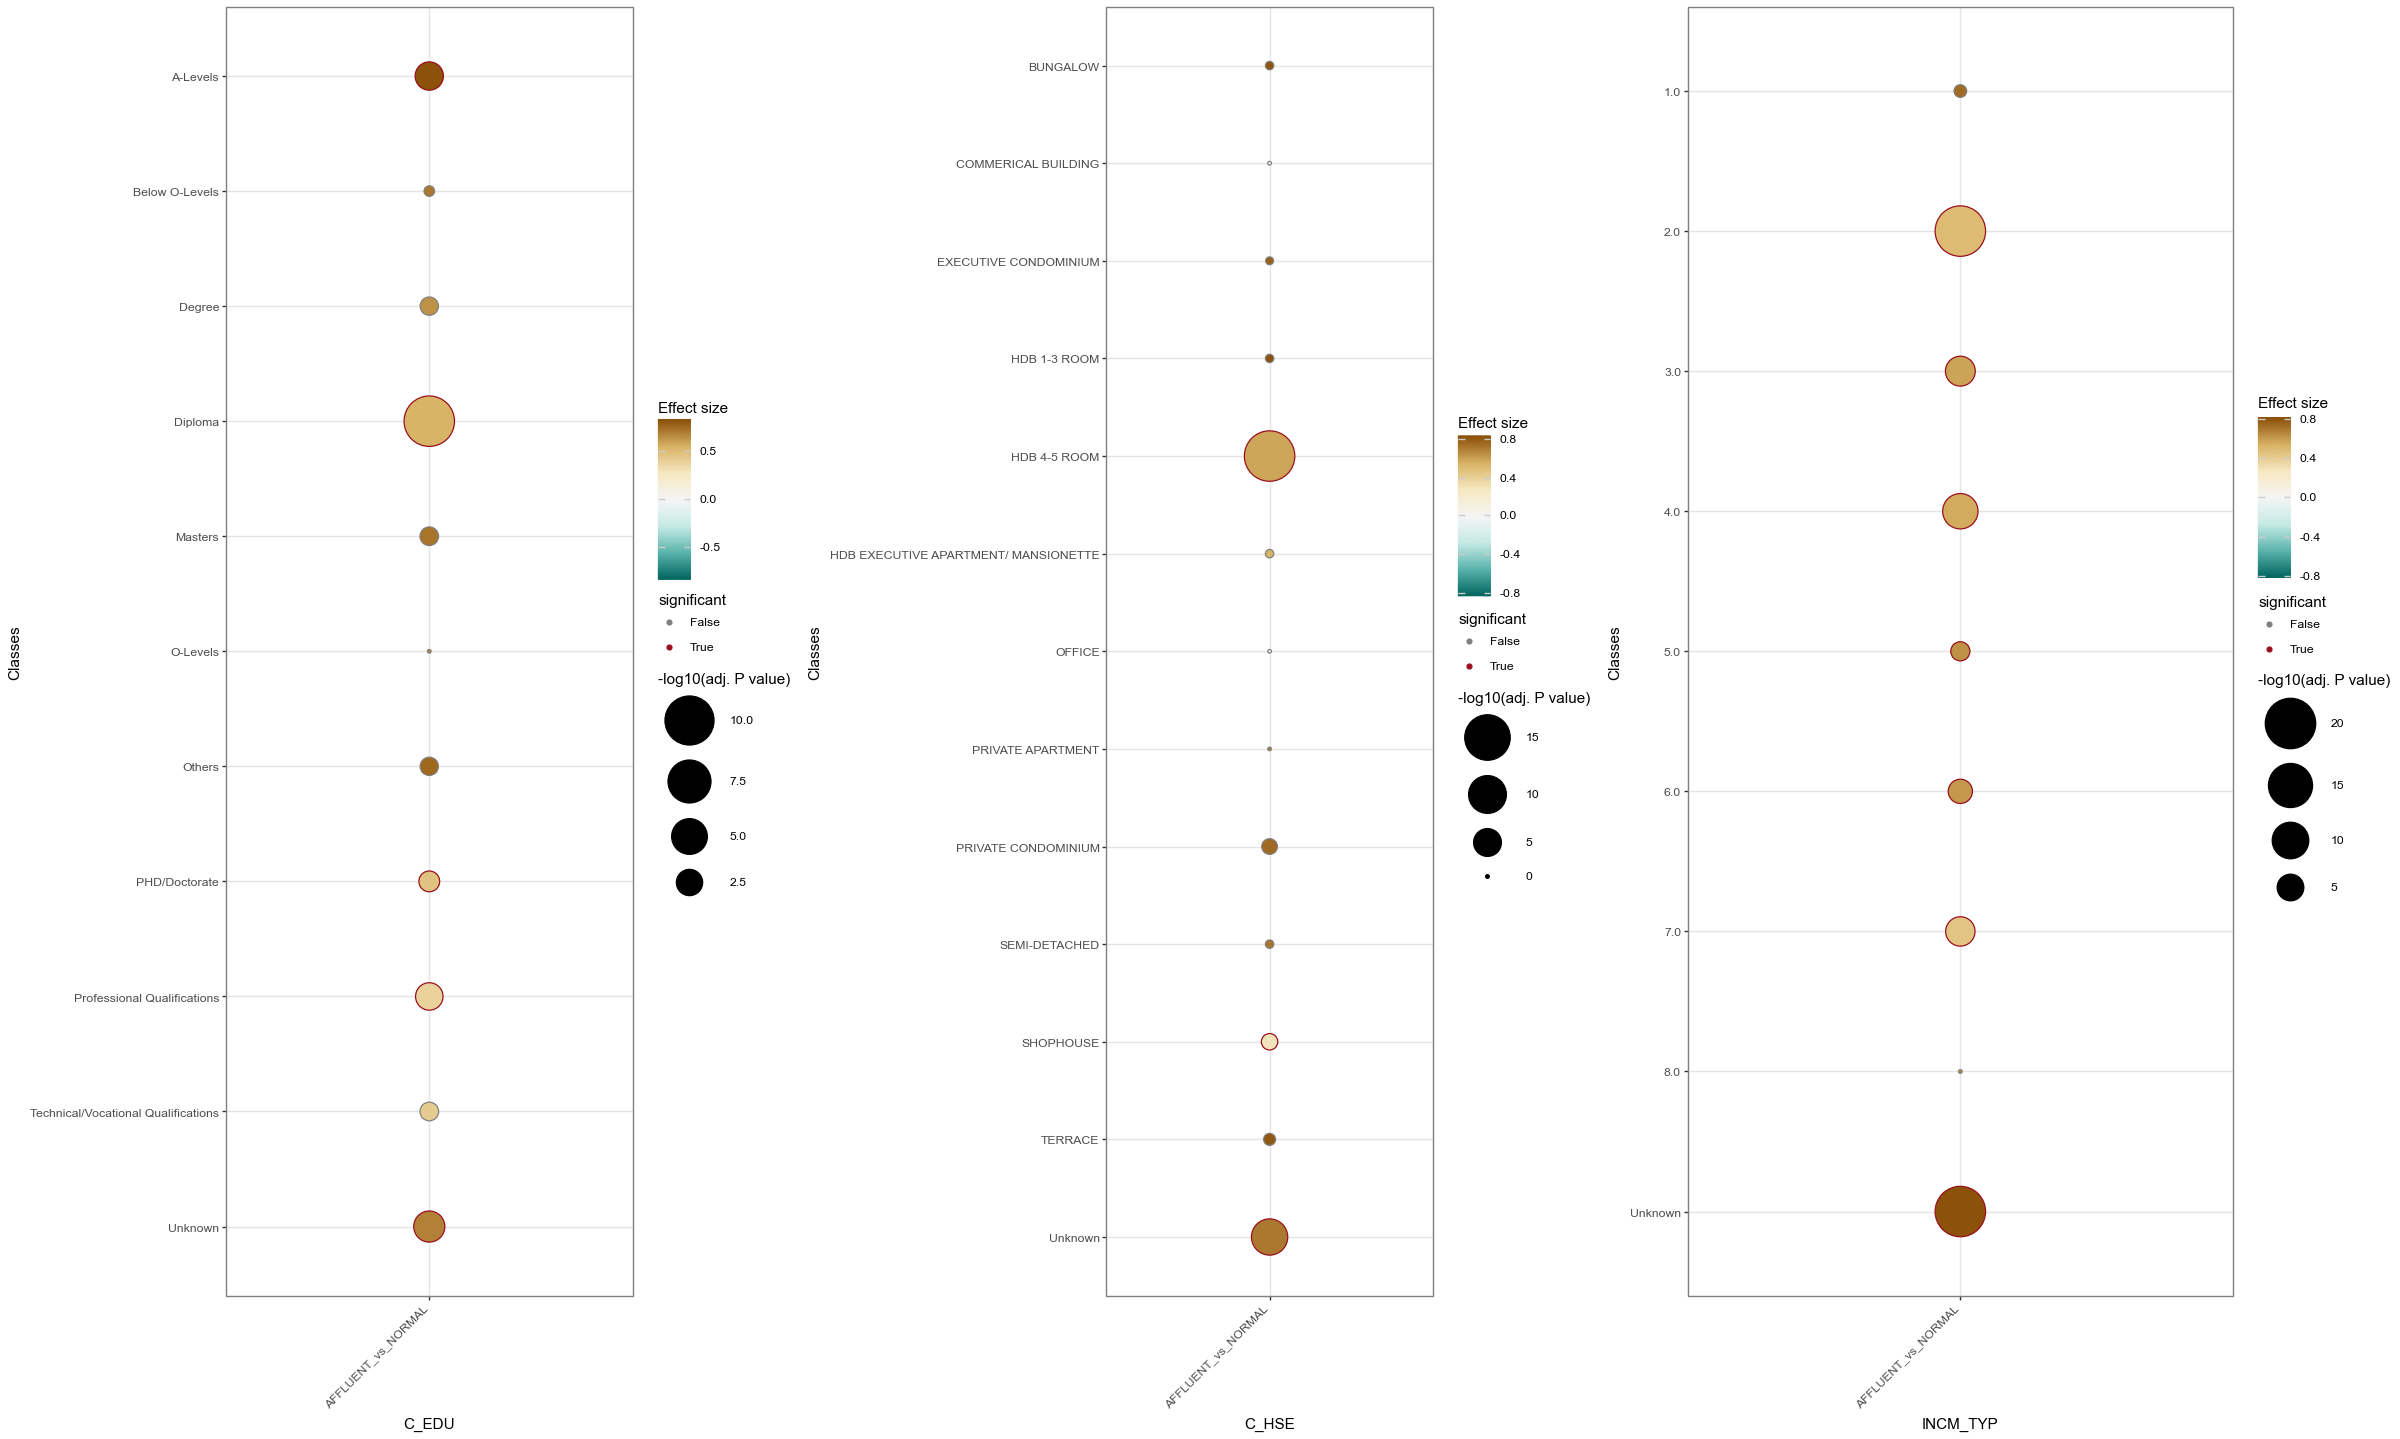 Classes
A-Levels
Below O-Levels
Degree
Diploma
Masters
O-Levels
Others
PHD/Doctorate
Professional Qualifications
Technical/Vocational Qualifications
Unknown
AFFLUENT_vs_NORMAL
C_EDU
Effect size
0.5
0.0
-0.5
significant
False
True
-log10(adj. P value)
10.0
7.5
5.0
2.5
Classes
BUNGALOW
COMMERICAL BUILDING
EXECUTIVE CONDOMINIUM
HDB 1-3 ROOM
HDB 4-5 ROOM
HDB EXECUTIVE APARTMENT/ MANSIONETTE
OFFICE
PRIVATE APARTMENT
PRIVATE CONDOMINIUM
SEMI-DETACHED
SHOPHOUSE
TERRACE
Unknown
AFFLUENT_vs_NORMAL
C_HSE
Effect size
0.8
0.4
0.0
-0.4
-0.8
significant
False
True
-log10(adj. P value)
15
10
5
0
Classes
1.0
2.0
3.0
4.0
5.0
6.0
7.0
8.0
Unknown
AFFLUENT_vs_NORMAL
INCM_TYP
Effect size
0.8
0.4
0.0
-0.4
-0.8
significant
False
True
-log10(adj. P value)
20
15
10
5